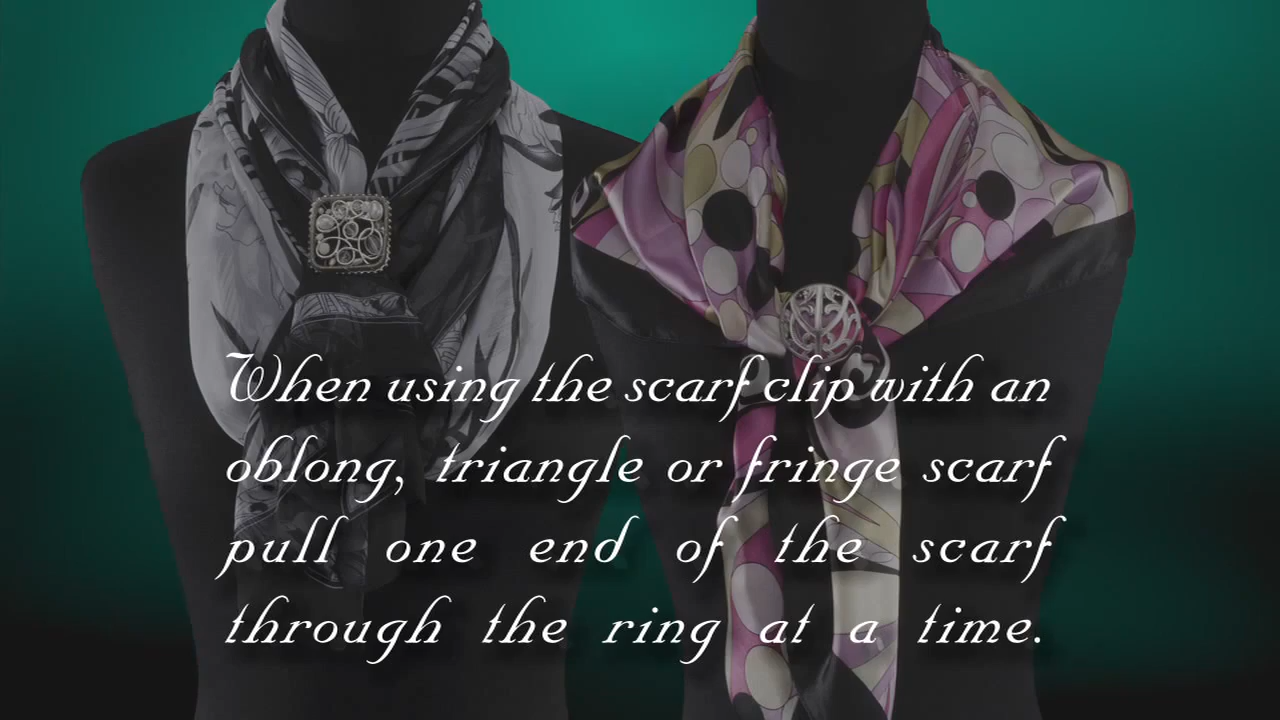 When using the scarf clip with an
oblong, triangle or fringe scarf
pull one end of the scarf
through the ring at a time.